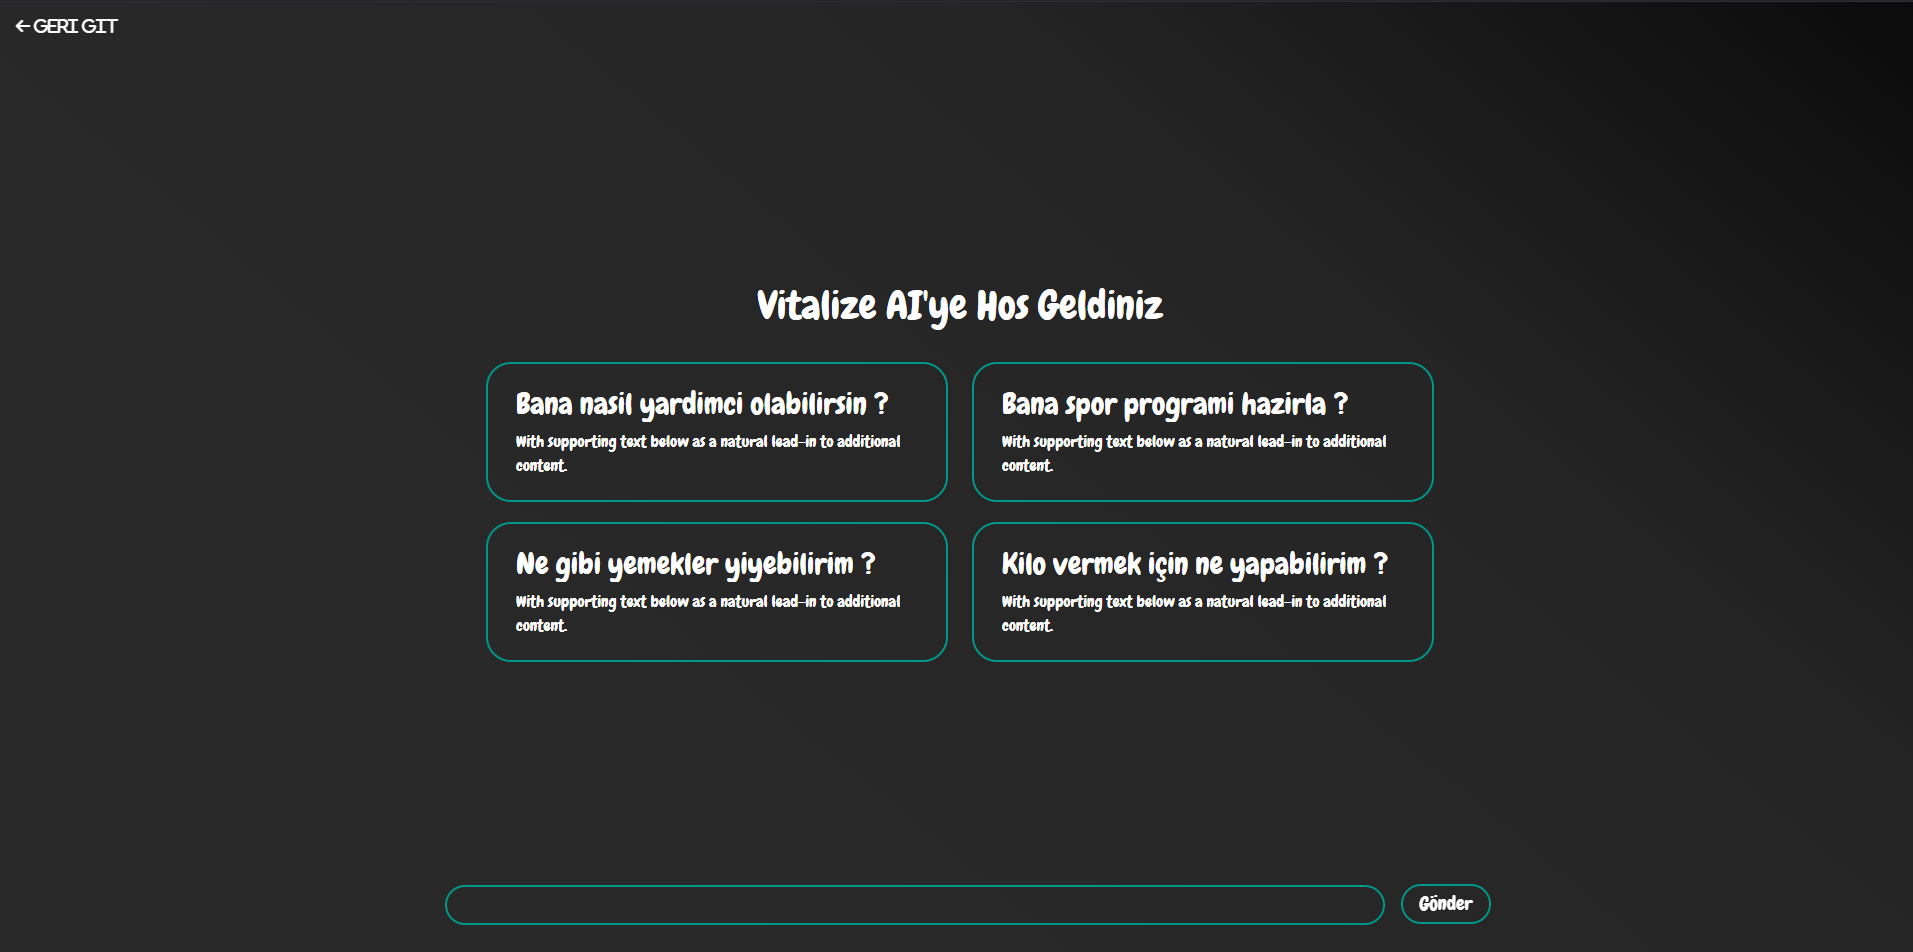 ← GERI GIT
Vitalize AI'ye Hos Geldiniz
Bana nasil yardimci olabilirsin ?
With supporting text below as a natural lead-in to additional
content.
Bana spor programi hazirla ?
With supporting text below as a natural lead-in to additional
content.
Ne gibi yemekler yiyebilirim ?
With supporting text below as a natural lead-in to additional
content.
Kilo vermek için ne yapabilirim ?
With supporting text below as a natural lead-in to additional
content.
Gönder